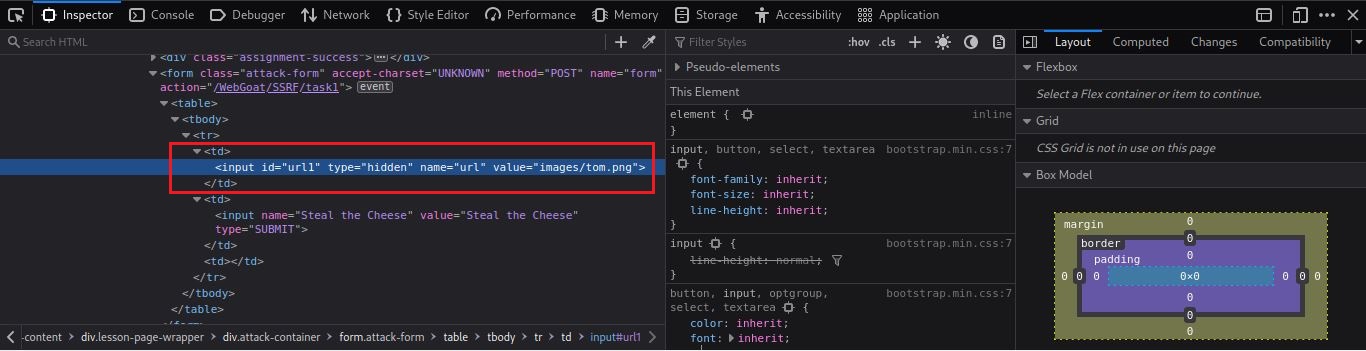 Inspector Console Debugger Network Style Editor Performance Memory Storage Accessibility Application
Search HTML
<div class="assignment-success"></div>
<form class="attack-form" accept-charset="UNKNOWN" method="POST" name="form"
action="/WebGoat/SSRF/task1"> event
<table>
<tbody>
<tr>
<td>
<input id="url1" type="hidden" name="url" value="images/tom.png">
</td>
<td>
<input name="Steal the Cheese" value="Steal the Cheese"
type="SUBMIT">
</td>
<td></td>
</tr>
</tbody>
</table>
</form>
-content div.lesson-page-wrapper div.attack-container form.attack-form table tbody tr td input#url1
Filter Styles :hov .cls
Pseudo-elements
This Element
element { inline
}
input, button, select, textarea bootstrap.min.css:7
{
font-family: inherit;
font-size: inherit;
line-height: inherit;
}
input { bootstrap.min.css:7
line-height: normal;
}
button, input, optgroup, bootstrap.min.css:7
select, textarea {
color: inherit;
font: inherit;
Layout Computed Changes Compatibility
Flexbox
Select a Flex container or item to continue.
Grid
CSS Grid is not in use on this page
Box Model
margin 0
border 0
padding 0
0 0 0 0×0 0 0 0
0
0
0